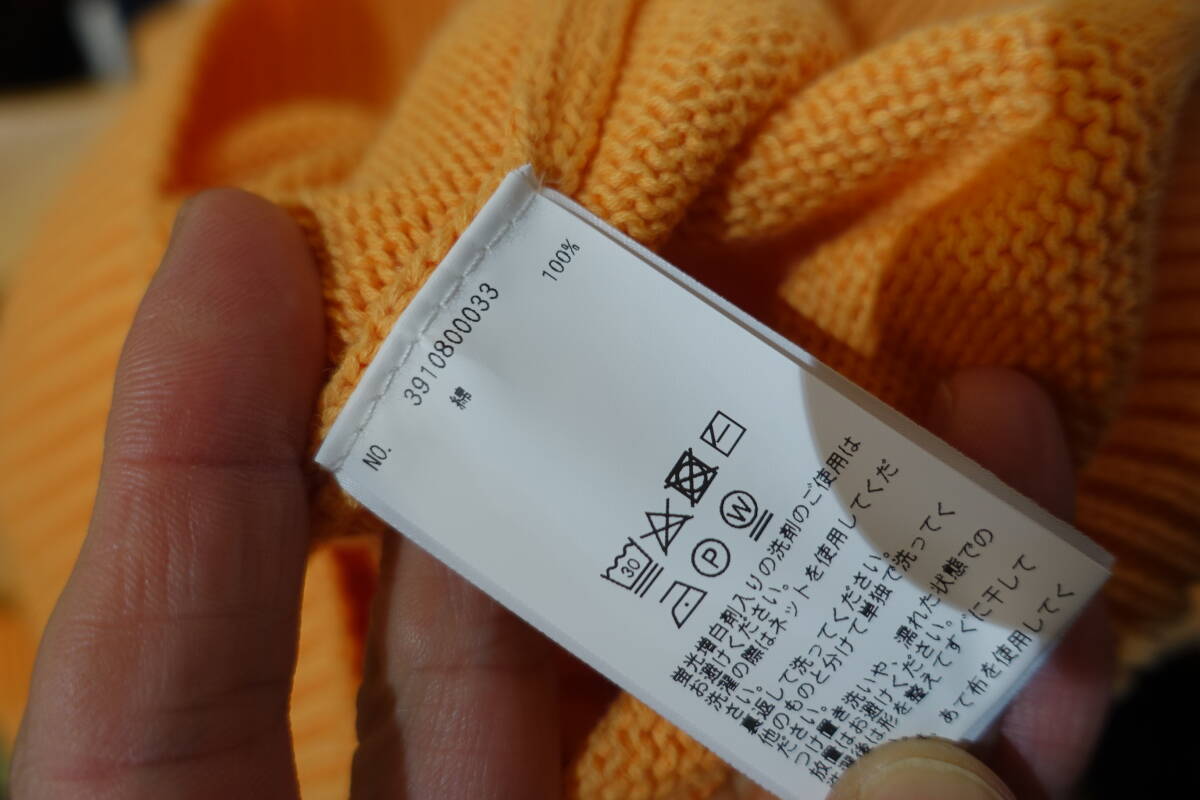 NO. 3910800033
綿 100%
30
P W
蛍光増白剤入りの洗剤のご使用は
お避けください。
お洗濯の際はネットを使用してくだ
さい。
裏返して洗ってください。
他のものと分けて単独で洗ってく
ださい。
つけ置き洗いや、濡れた状態での
放置はお避けください。
洗濯後は形を整えてすぐに干して
あて布を使用してく